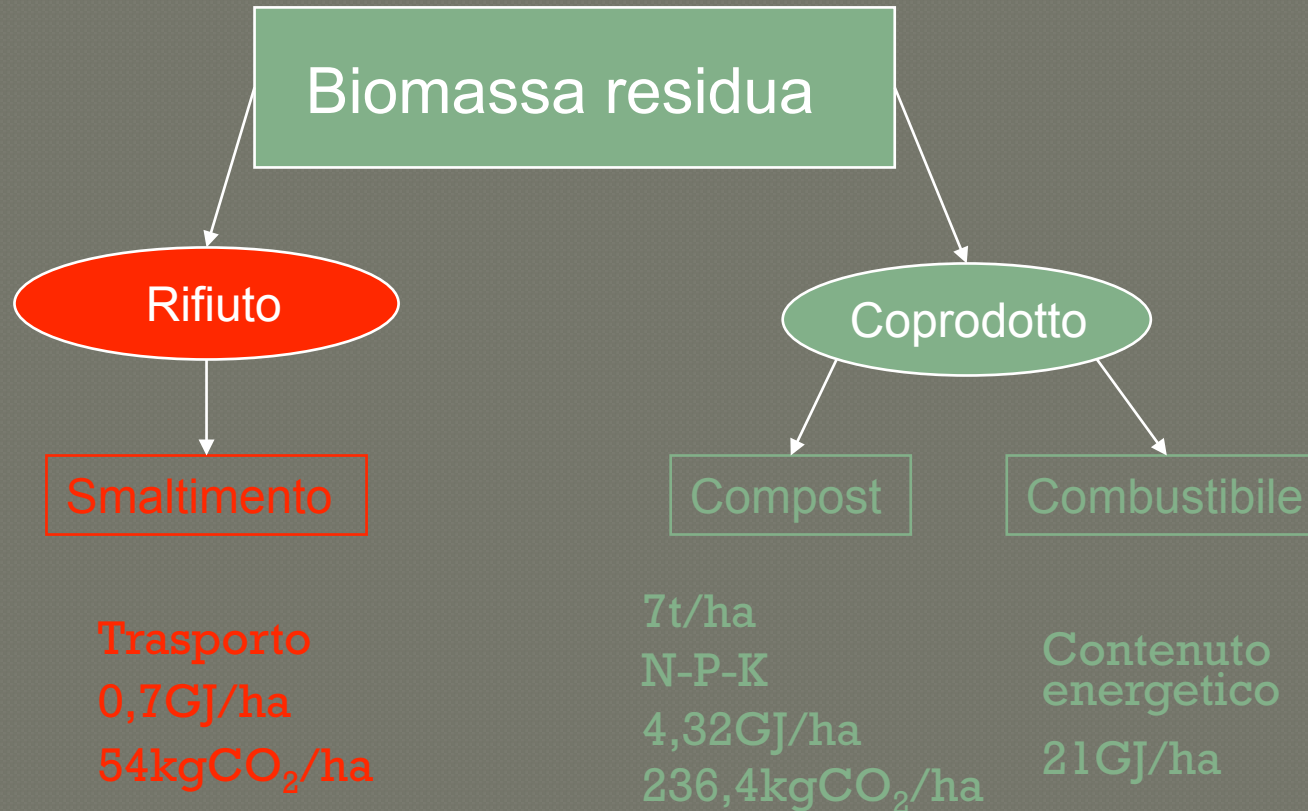 Biomassa residua
Rifiuto
Coprodotto
Smaltimento
Compost
Combustibile
Trasporto
0,7GJ/ha
54kgCO₂/ha
7t/ha
N-P-K
4,32GJ/ha
236,4kgCO₂/ha
Contenuto
energetico
21GJ/ha